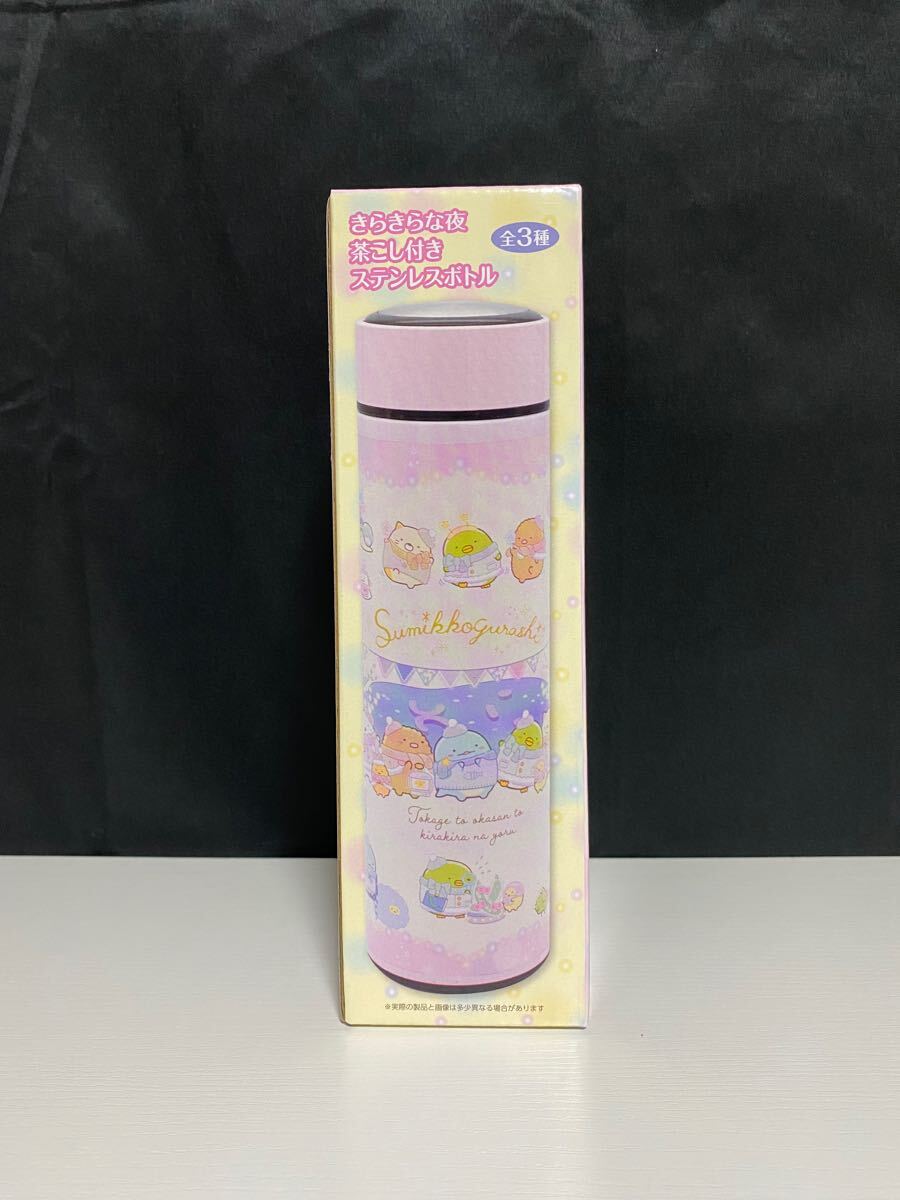 きらきらな夜
茶こし付き
ステンレスボトル
全3種
Sumikkogurashi
Tokage to okasan to
kirakira na yoru
※実際の製品と画像は多少異なる場合があります